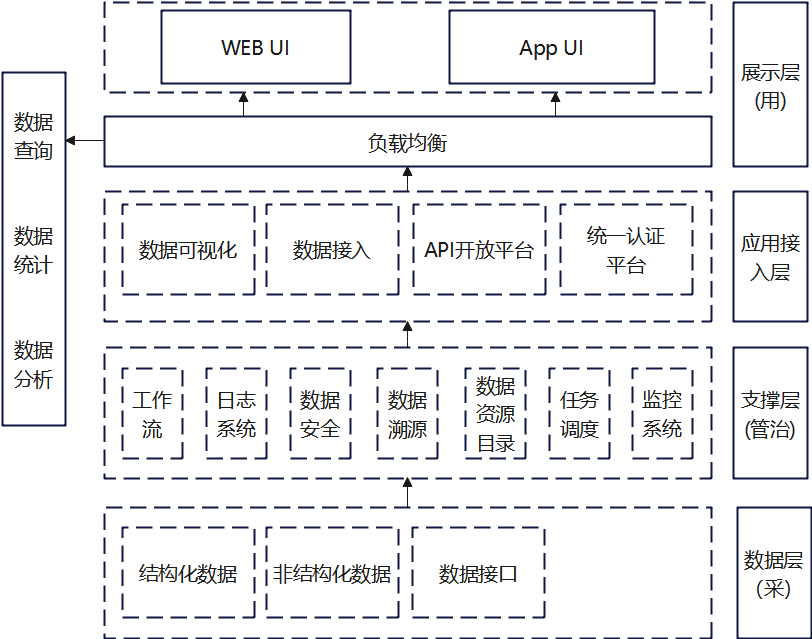 WEB UI
App UI
展示层
(用)
数据
查询
数据
统计
数据
分析
负载均衡
数据可视化
数据接入
API开放平台
统一认证
平台
应用接
入层
工作
流
日志
系统
数据
安全
数据
溯源
数据
资源
目录
任务
调度
监控
系统
支撑层
(管治)
结构化数据
非结构化数据
数据接口
数据层
（采）